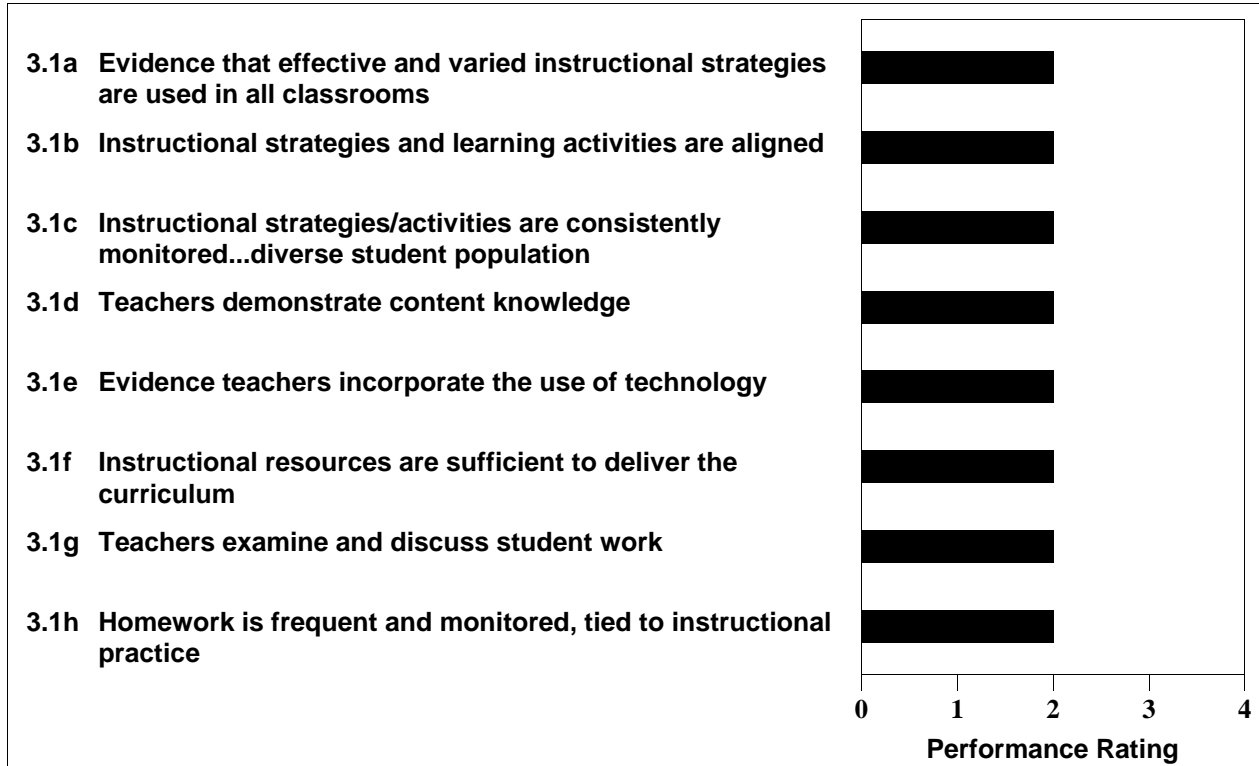 3.1a Evidence that effective and varied instructional strategies
are used in all classrooms
3.1b Instructional strategies and learning activities are aligned
3.1c Instructional strategies/activities are consistently
monitored...diverse student population
3.1d Teachers demonstrate content knowledge
3.1e Evidence teachers incorporate the use of technology
3.1f Instructional resources are sufficient to deliver the
curriculum
3.1g Teachers examine and discuss student work
3.1h Homework is frequent and monitored, tied to instructional
practice
0 1 2 3 4
Performance Rating